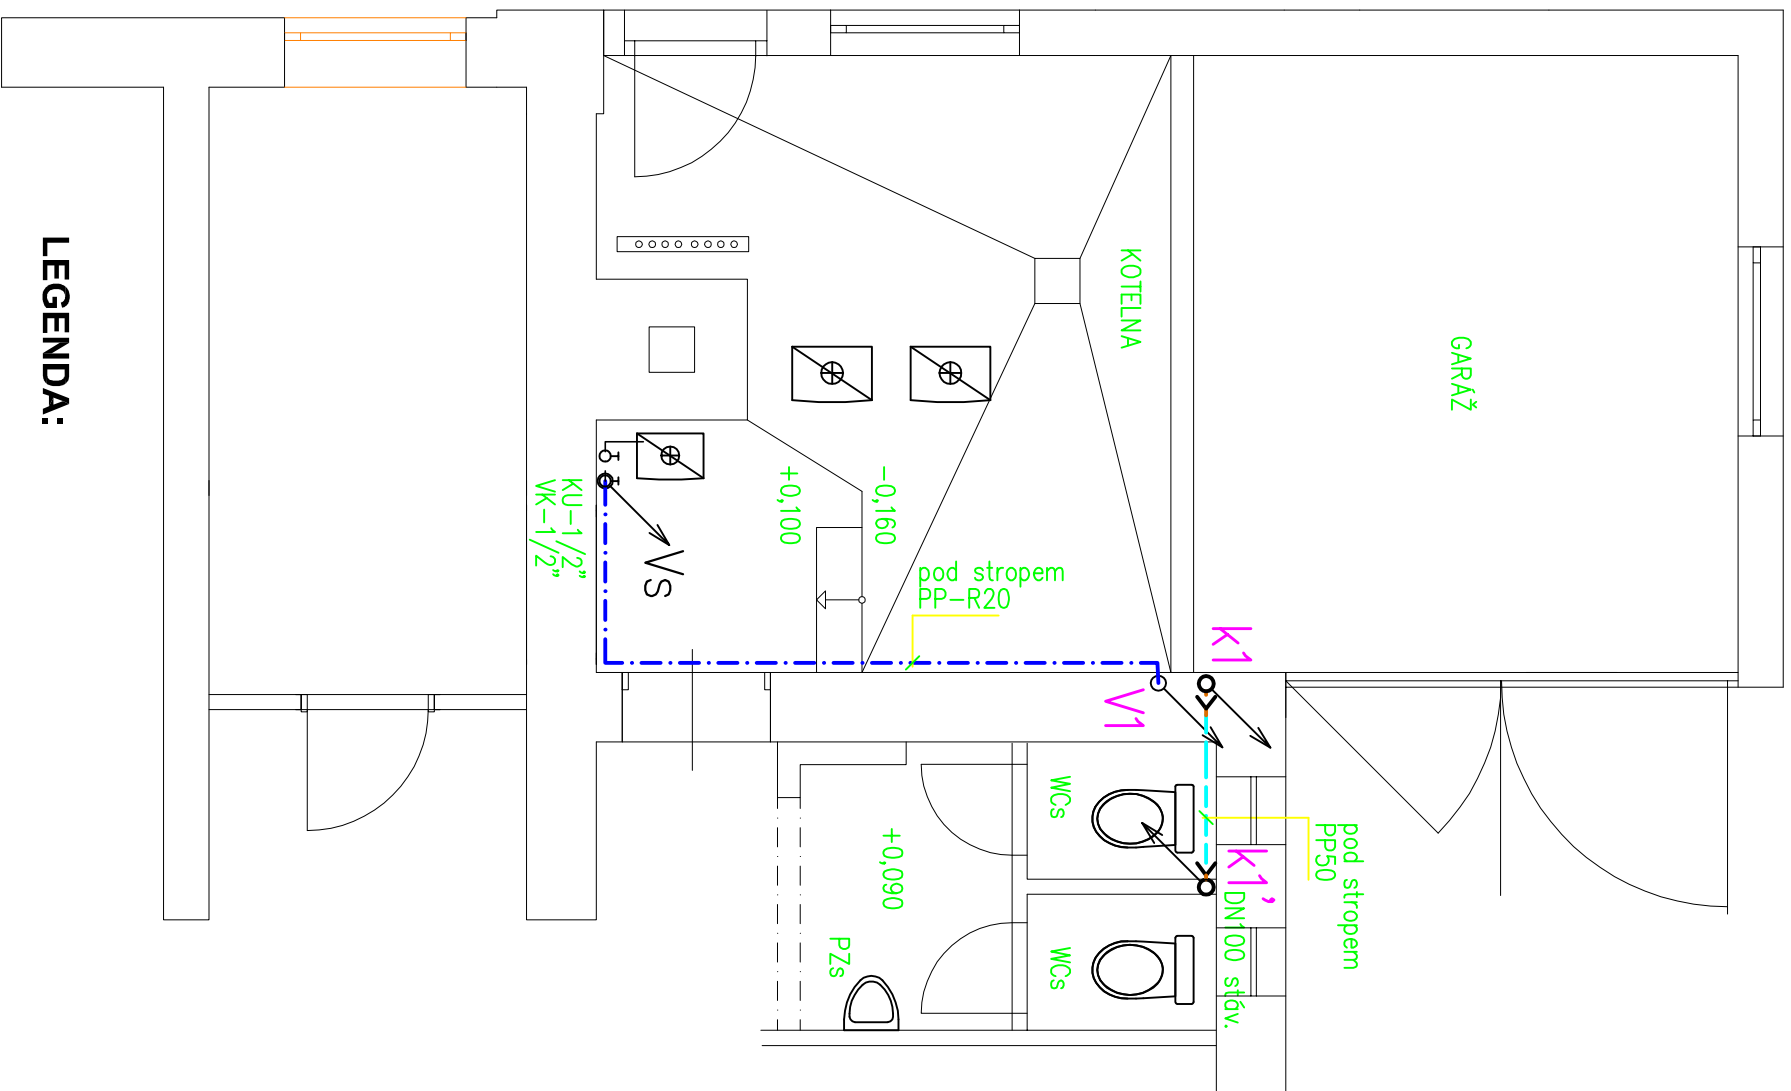 GARÁŽ
KOTELNA
-0,160
+0,100
KU-1/2"
VK-1/2"
VS
pod stropem
PP-R20
K1
V1
WCs
pod stropem
PP50
K1'
DN100 stáv.
+0,090
WCs
PZs
LEGENDA: